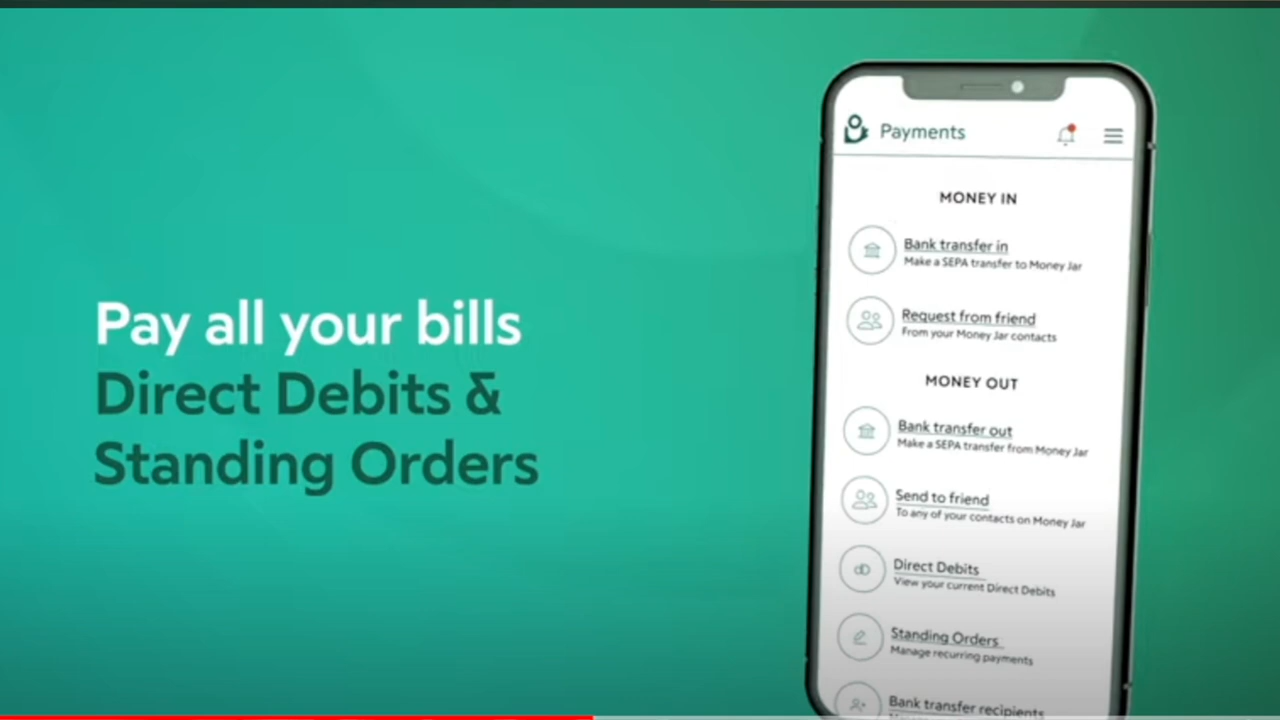 Pay all your bills
Direct Debits &
Standing Orders
Payments
MONEY IN
Bank transfer in
Make a SEPA transfer to Money Jar
Request from friend
From your Money Jar contacts
MONEY OUT
Bank transfer out
Make a SEPA transfer from Money Jar
Send to friend
To any of your contacts on Money Jar
Direct Debits
View your current Direct Debits
Standing Orders
Manage recurring payments
Bank transfer recipients